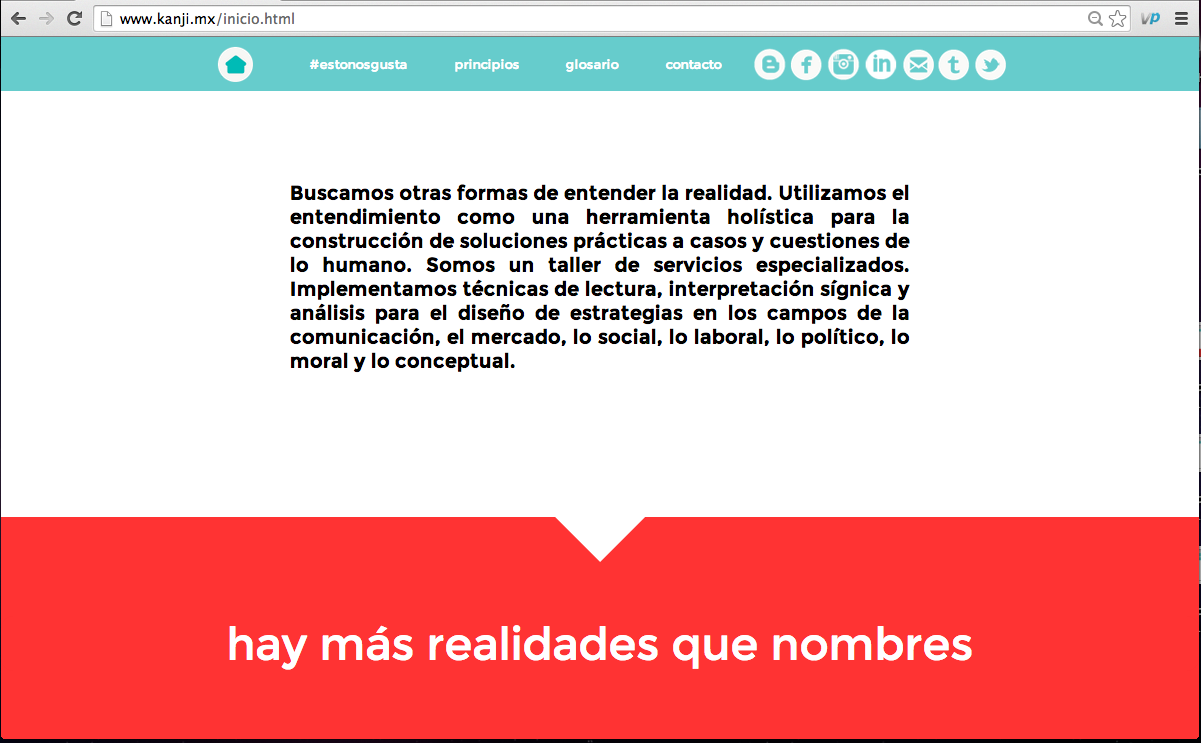 www.kanji.mx/inicio.html
VP
#estonosgusta principios glosario contacto
Buscamos otras formas de entender la realidad. Utilizamos el
entendimiento como una herramienta holística para la
construcción de soluciones prácticas a casos y cuestiones de
lo humano. Somos un taller de servicios especializados.
Implementamos técnicas de lectura, interpretación sígnica y
análisis para el diseño de estrategias en los campos de la
comunicación, el mercado, lo social, lo laboral, lo político, lo
moral y lo conceptual.
hay más realidades que nombres